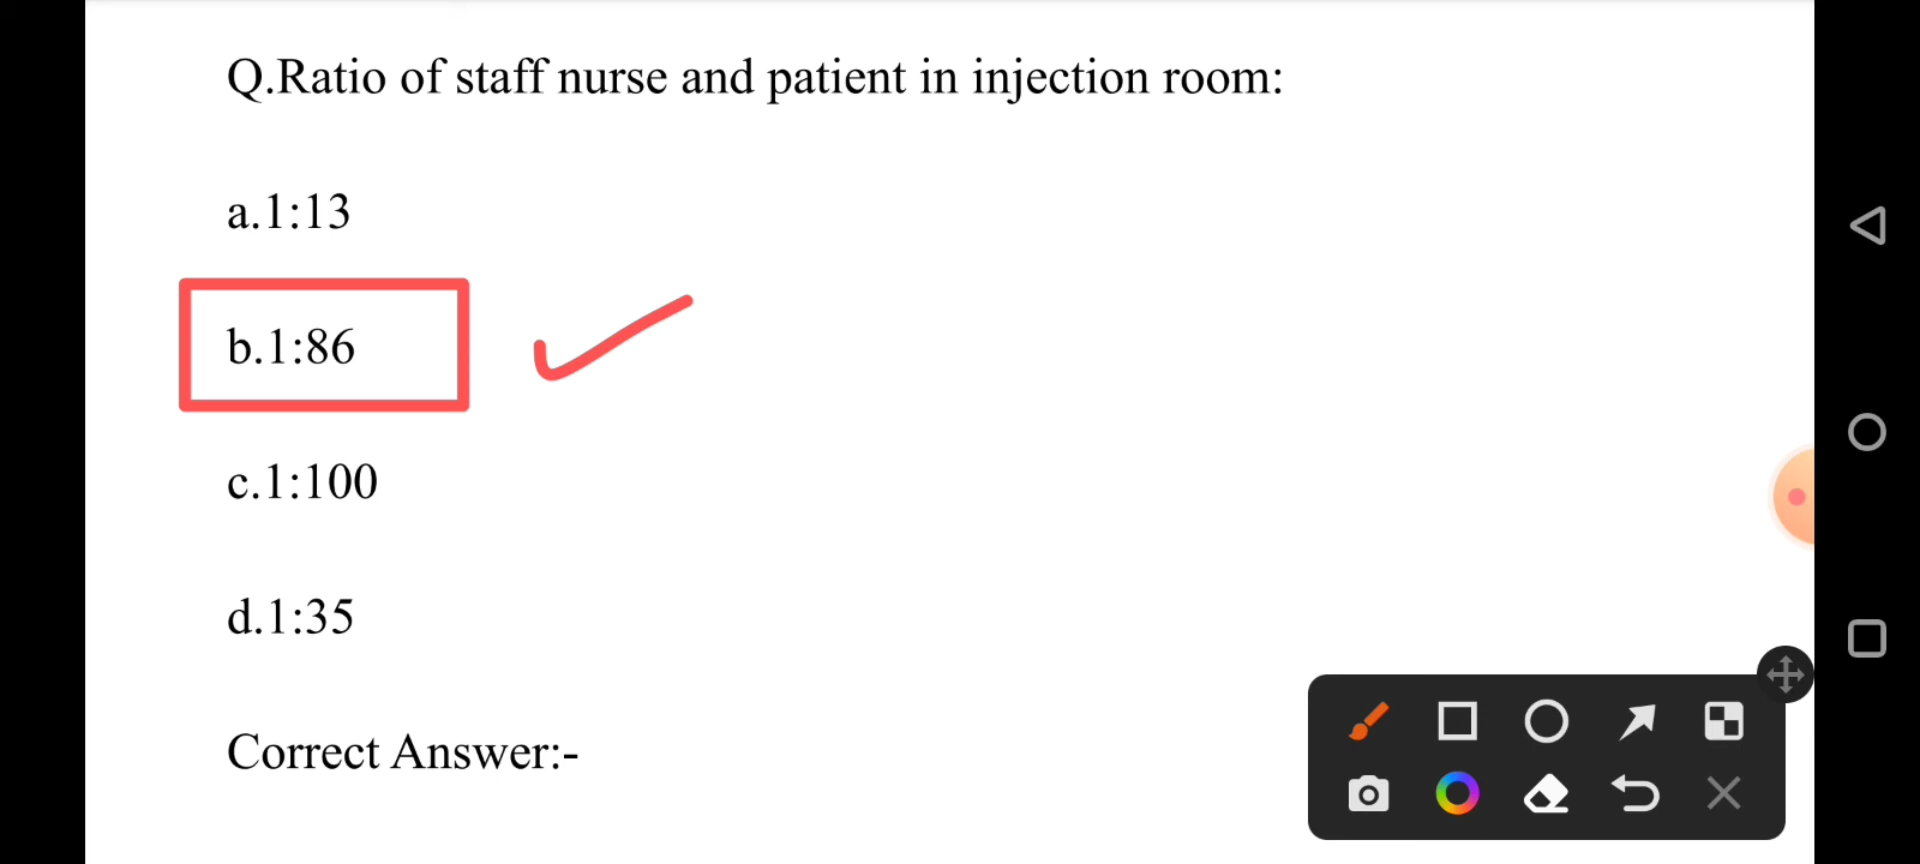 Q.Ratio of staff nurse and patient in injection room:
a.1:13
b.1:86
c.1:100
d.1:35
Correct Answer:-